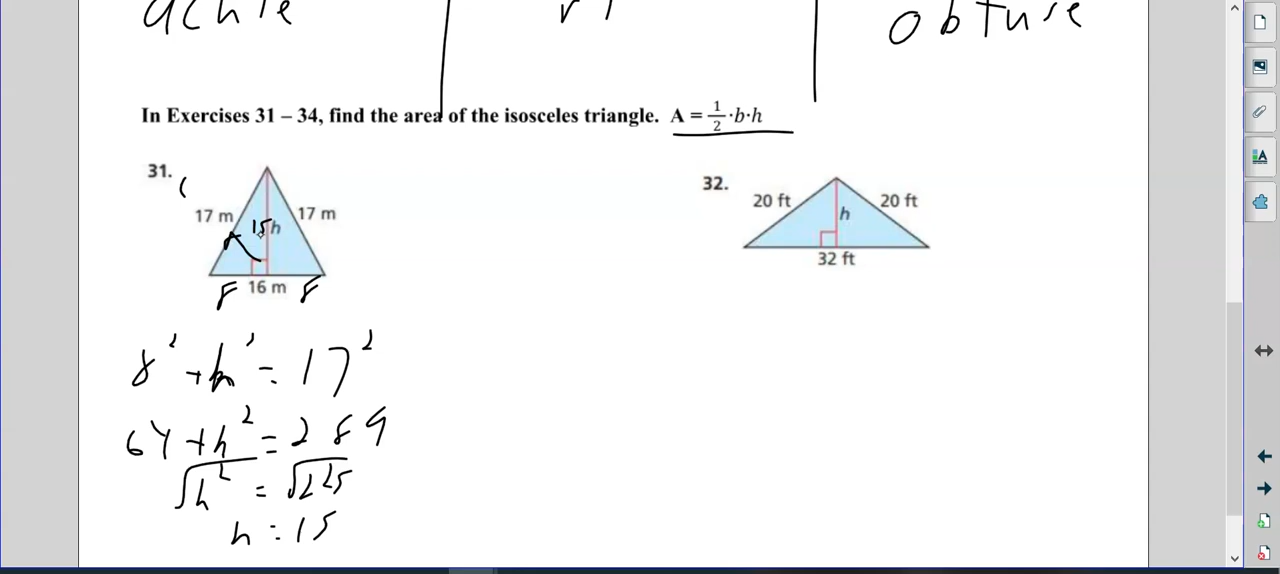 acute
rt
obtuse
In Exercises 31 – 34, find the area of the isosceles triangle. A = 1/2 ·b·h
31.
17 m
17 m
15
h
8
16 m
8
8² + h² = 17²
64 + h² = 289
√h² = √225
h = 15
32.
20 ft
20 ft
h
32 ft